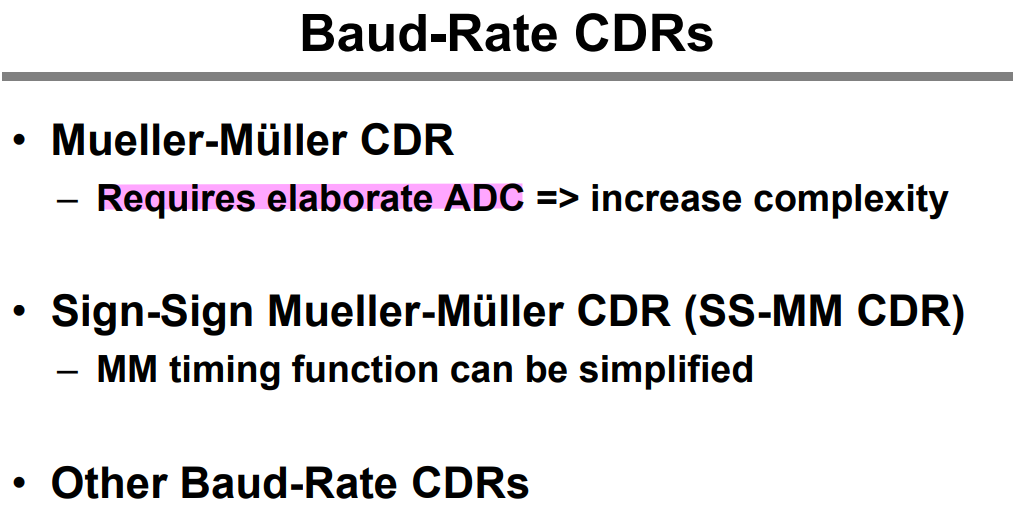 Baud-Rate CDRs
• Mueller-Müller CDR
– Requires elaborate ADC => increase complexity
• Sign-Sign Mueller-Müller CDR (SS-MM CDR)
– MM timing function can be simplified
• Other Baud-Rate CDRs